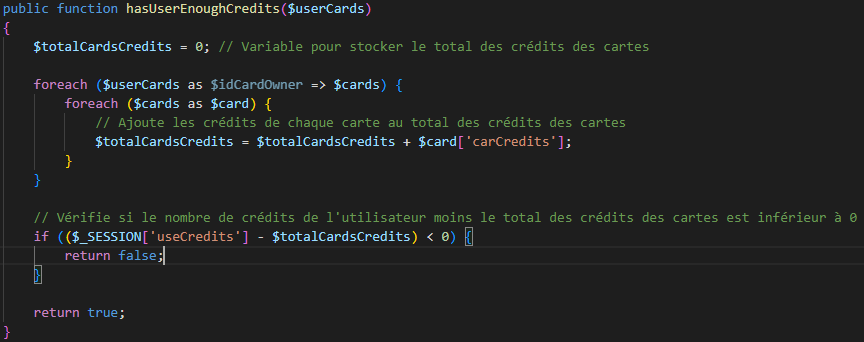 public function hasUserEnoughCredits($userCards)
{
$totalCardsCredits = 0; // Variable pour stocker le total des crédits des cartes
foreach ($userCards as $idCardOwner => $cards) {
foreach ($cards as $card) {
// Ajoute les crédits de chaque carte au total des crédits des cartes
$totalCardsCredits = $totalCardsCredits + $card['carCredits'];
}
}
// Vérifie si le nombre de crédits de l'utilisateur moins le total des crédits des cartes est inférieur à 0
if (($_SESSION['useCredits'] - $totalCardsCredits) < 0) {
return false;
}
return true;
}